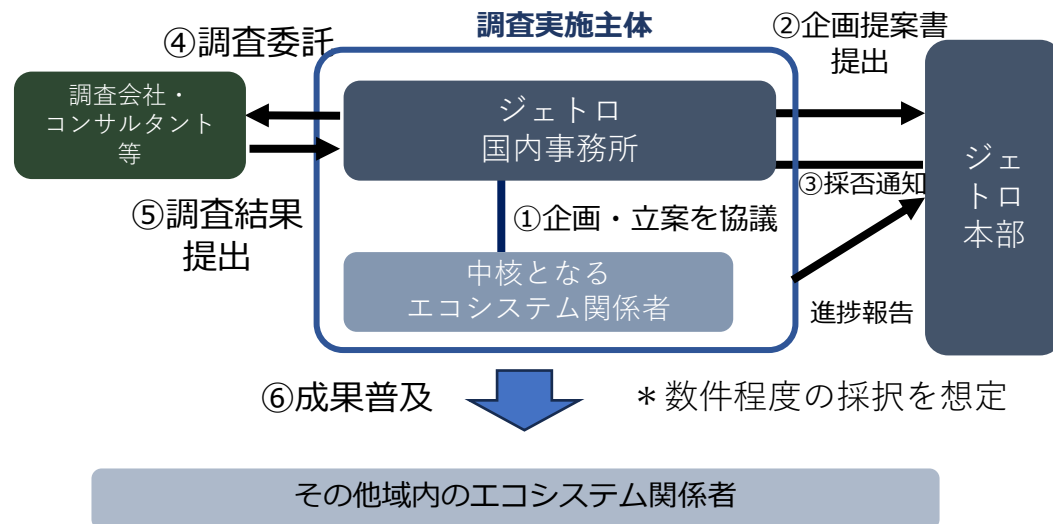 調査実施主体
④調査委託
②企画提案書
提出
調査会社・
コンサルタント
等
ジェトロ
国内事務所
ジェ
トロ
本部
③採否通知
⑤調査結果
提出
①企画・立案を協議
中核となる
エコシステム関係者
進捗報告
⑥成果普及
＊数件程度の採択を想定
その他域内のエコシステム関係者